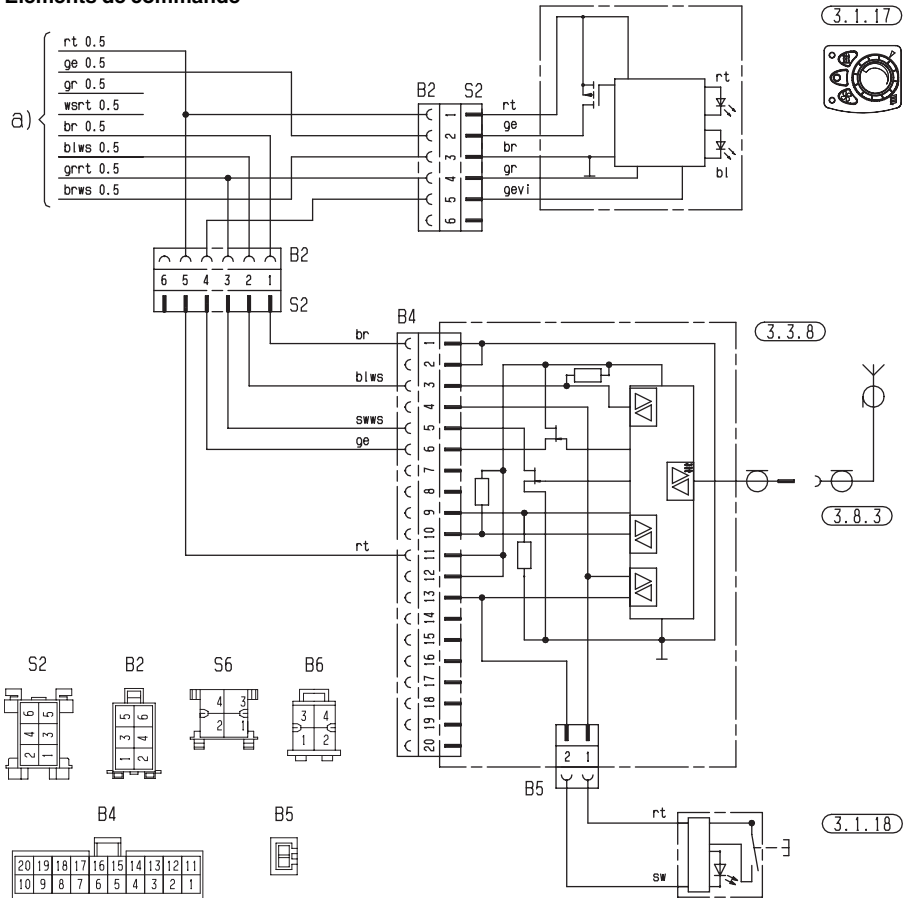 Eléments de commande
a)
rt 0.5
ge 0.5
gr 0.5
wsrt 0.5
br 0.5
blws 0.5
grrt 0.5
brws 0.5
B2 S2
1
2
3
4
5
6
rt
ge
br
gr
gevi
rt
bl
3.1.17
B2
6 5 4 3 2 1
S2
B4
br
blws
swws
ge
rt
1
2
3
4
5
6
7
8
9
10
11
12
13
14
15
16
17
18
19
20
3.3.8
3.8.3
2 1
B5
rt
sw
3.1.18
S2
6 5
4 3
2 1
B2
5 6
3 4
1 2
S6
4 3
2 1
B6
3 4
1 2
B4
20 19 18 17 16 15 14 13 12 11
10 9 8 7 6 5 4 3 2 1
B5